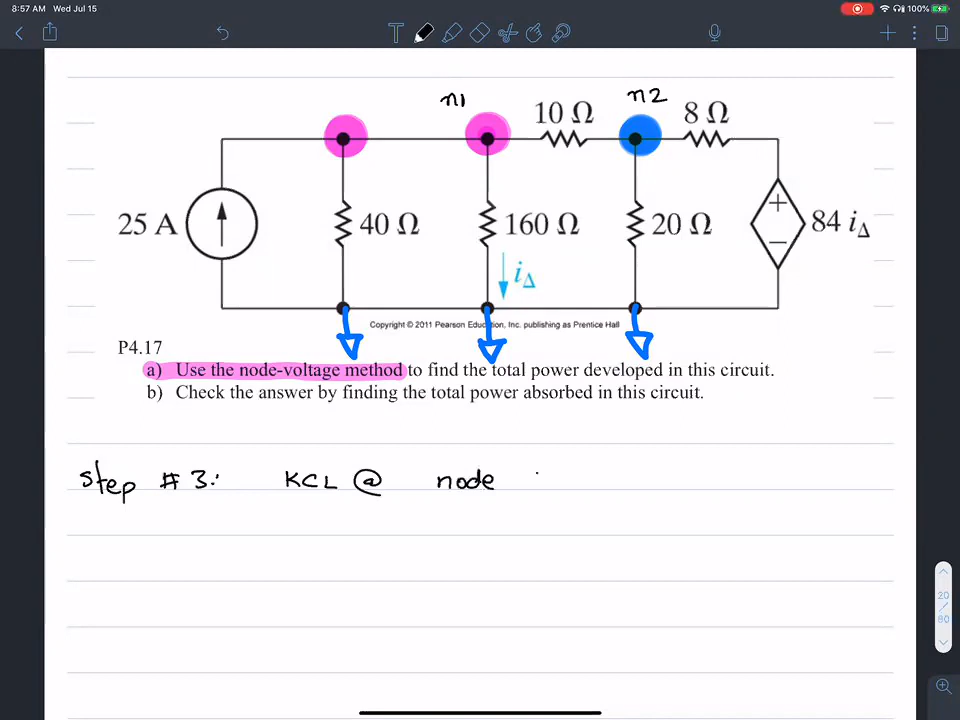 8:57 AM Wed Jul 15
100%
n1
n2
10 Ω
8 Ω
25 A
40 Ω
160 Ω
20 Ω
+
−
84 iΔ
iΔ
Copyright © 2011 Pearson Education, Inc. publishing as Prentice Hall
P4.17
a) Use the node-voltage method to find the total power developed in this circuit.
b) Check the answer by finding the total power absorbed in this circuit.
Step #3: KCL @ node
20
/
80